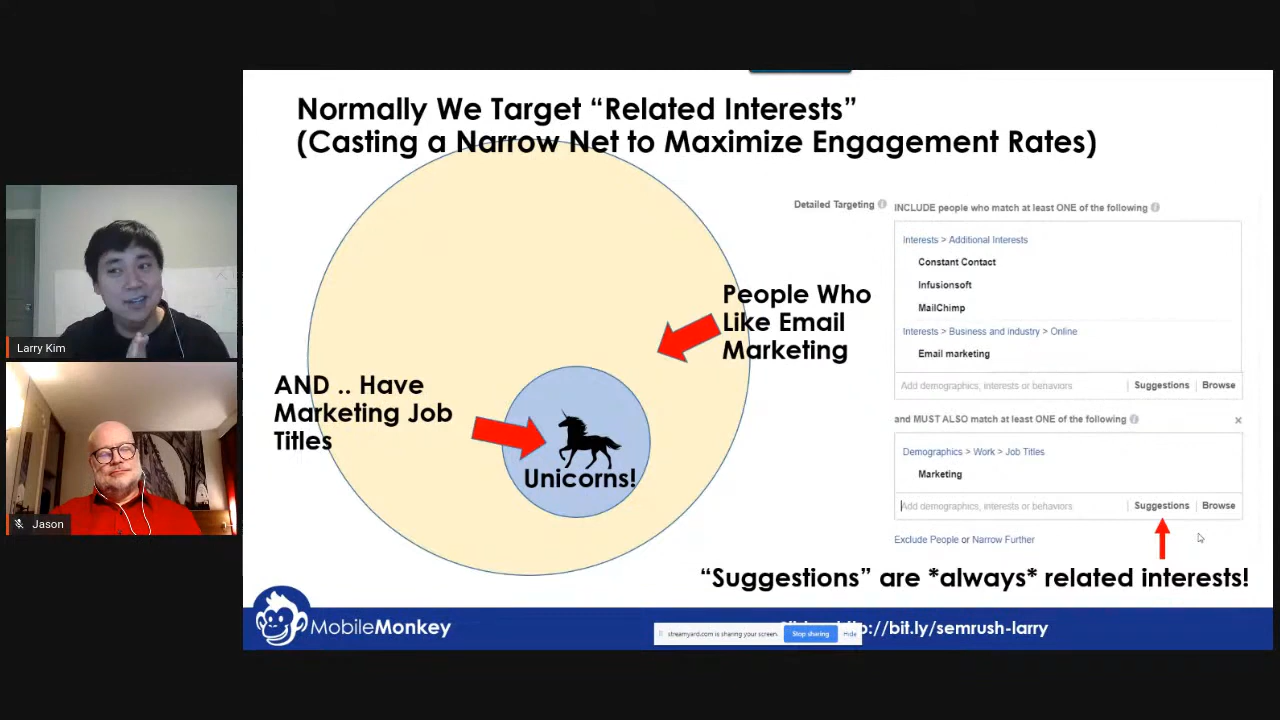 Normally We Target “Related Interests”
(Casting a Narrow Net to Maximize Engagement Rates)
Detailed Targeting
INCLUDE people who match at least ONE of the following
Interests > Additional Interests
Constant Contact
Infusionsoft
MailChimp
Interests > Business and industry > Online
Email marketing
Add demographics, interests or behaviors
Suggestions
Browse
and MUST ALSO match at least ONE of the following
Demographics > Work > Job Titles
Marketing
Add demographics, interests or behaviors
Suggestions
Browse
Exclude People or Narrow Further
People Who
Like Email
Marketing
AND .. Have
Marketing Job
Titles
Unicorns!
“Suggestions” are *always* related interests!
Larry Kim
Jason
MobileMonkey
streamyard.com is sharing your screen.
Stop sharing
Hide
//bit.ly/semrush-larry